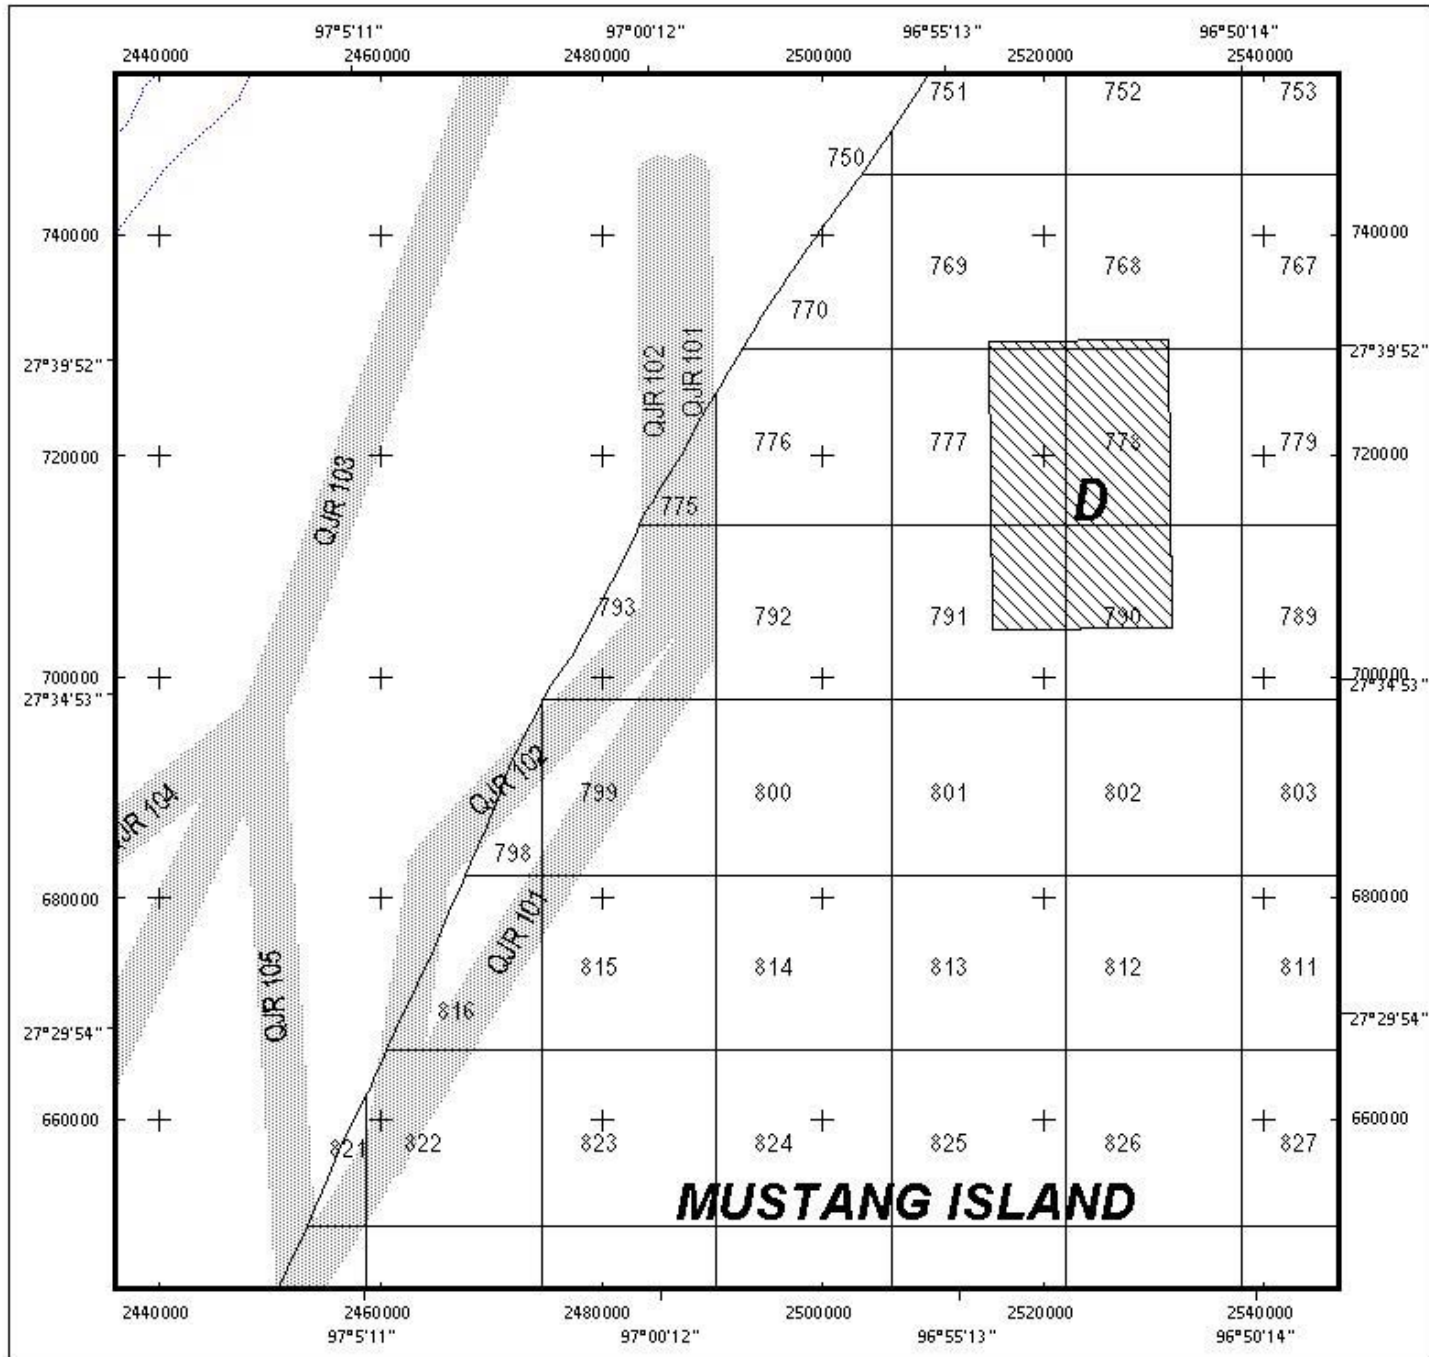 97°5'11" 97°00'12" 96°55'13" 96°50'14"
2440000 2460000 2480000 2500000 2520000 2540000
751 752 753
750
740000 740000
769 768 767
770
27°39'52" 27°39'52"
QJR 102
QJR 101
776 777 778 779
720000 720000
QJR 103
775
D
793
792 791 790 789
700000 700000
27°34'53" 27°34'53"
QJR 102
799 800 801 802 803
JR 104
798
680000 680000
QJR 101
815 814 813 812 811
QJR 105
816
27°29'54" 27°29'54"
660000 660000
821 822 823 824 825 826 827
MUSTANG ISLAND
2440000 2460000 2480000 2500000 2520000 2540000
97°5'11" 97°00'12" 96°55'13" 96°50'14"